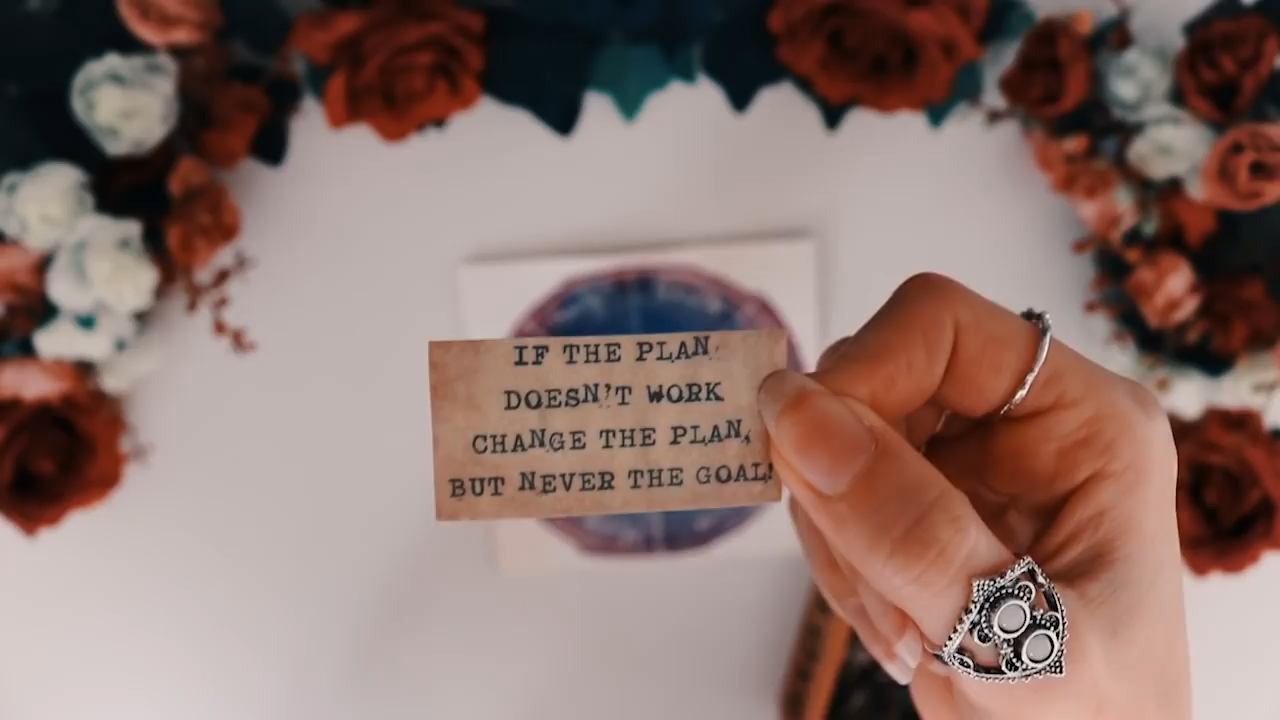 IF THE PLAN
DOESN'T WORK
CHANGE THE PLAN,
BUT NEVER THE GOAL!